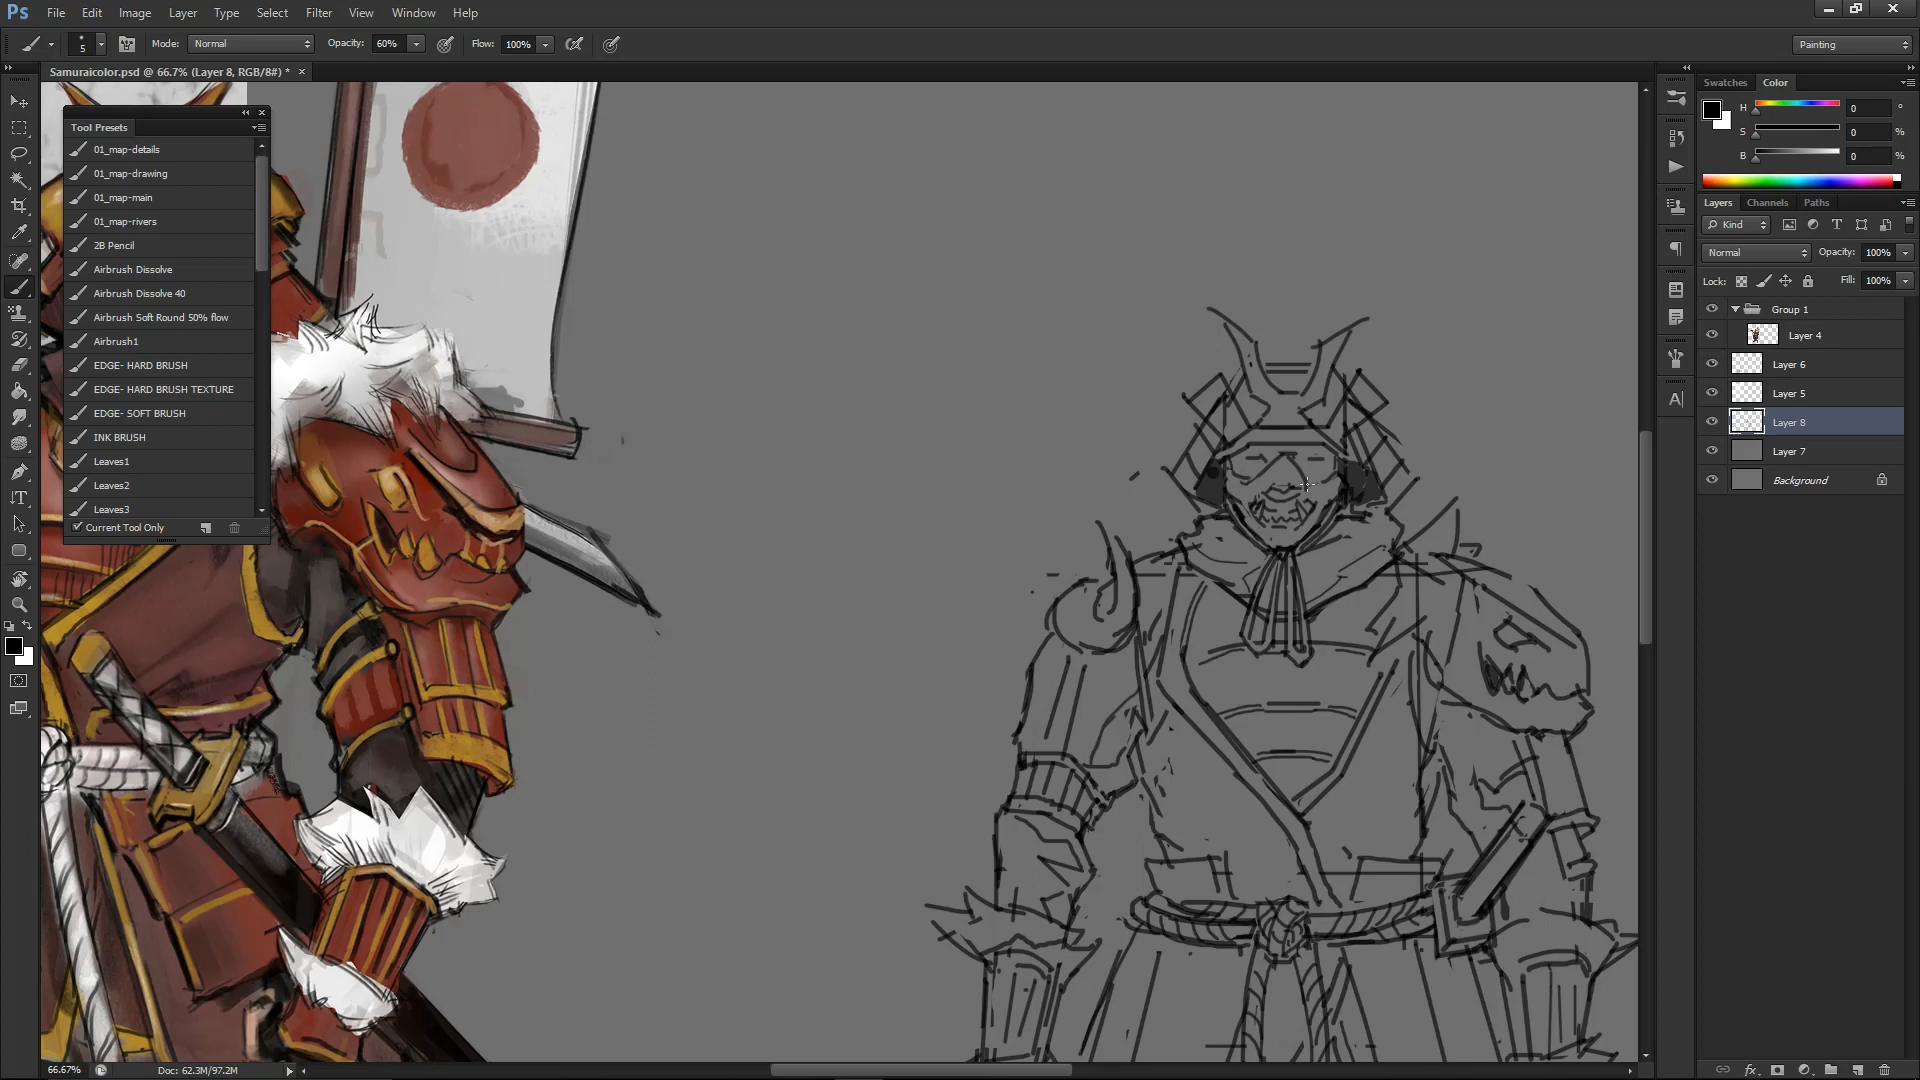 Ps File Edit Image Layer Type Select Filter View Window Help
5 Mode: Normal Opacity: 60% Flow: 100% Painting
Samuraicolor.psd @ 66.7% (Layer 8, RGB/8#) * ×
Swatches Color
H 0 °
S 0 %
B 0 %
Tool Presets
01_map-details
01_map-drawing
01_map-main
01_map-rivers
2B Pencil
Airbrush Dissolve
Airbrush Dissolve 40
Airbrush Soft Round 50% flow
Airbrush1
EDGE- HARD BRUSH
EDGE- HARD BRUSH TEXTURE
EDGE- SOFT BRUSH
INK BRUSH
Leaves1
Leaves2
Leaves3
Current Tool Only
Layers Channels Paths
Kind
Normal Opacity: 100%
Lock: Fill: 100%
Group 1
Layer 4
Layer 6
Layer 5
Layer 8
Layer 7
Background
66.67% Doc: 62.3M/97.2M